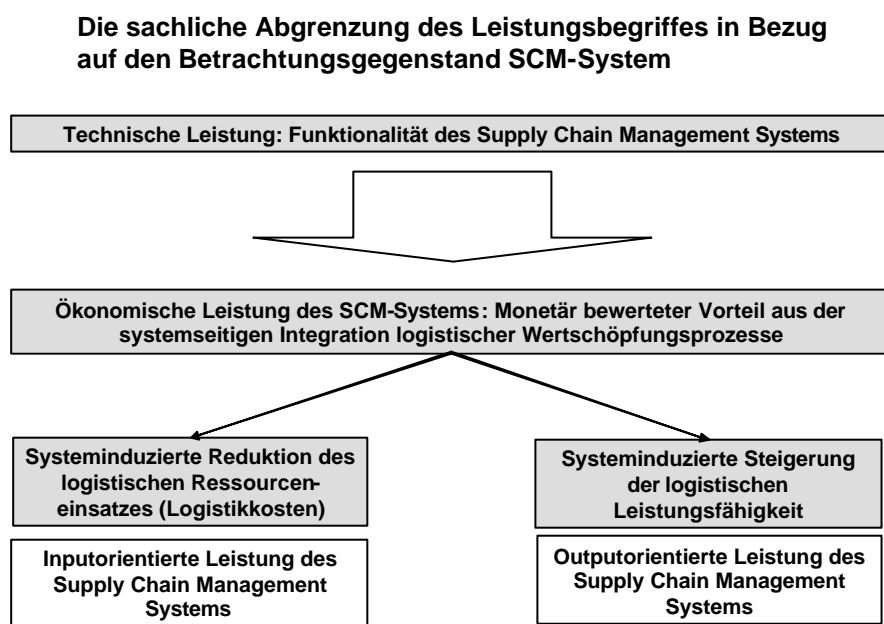 Die sachliche Abgrenzung des Leistungsbegriffes in Bezug
auf den Betrachtungsgegenstand SCM-System
Technische Leistung: Funktionalität des Supply Chain Management Systems
Ökonomische Leistung des SCM-Systems: Monetär bewerteter Vorteil aus der
systemseitigen Integration logistischer Wertschöpfungsprozesse
Systeminduzierte Reduktion des
logistischen Ressourcen-
einsatzes (Logistikkosten)
Inputorientierte Leistung des
Supply Chain Management
Systems
Systeminduzierte Steigerung
der logistischen
Leistungsfähigkeit
Outputorientierte Leistung des
Supply Chain Management
Systems